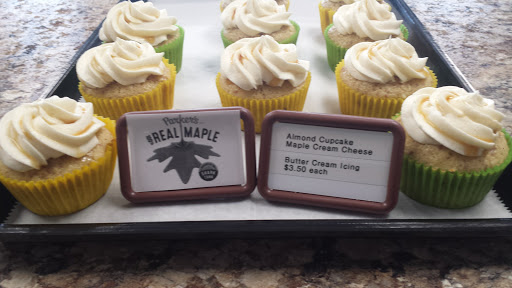 REAL MAPLE
Almond Cupcake
Maple Cream Cheese
Butter Cream Icing
$3.50 each